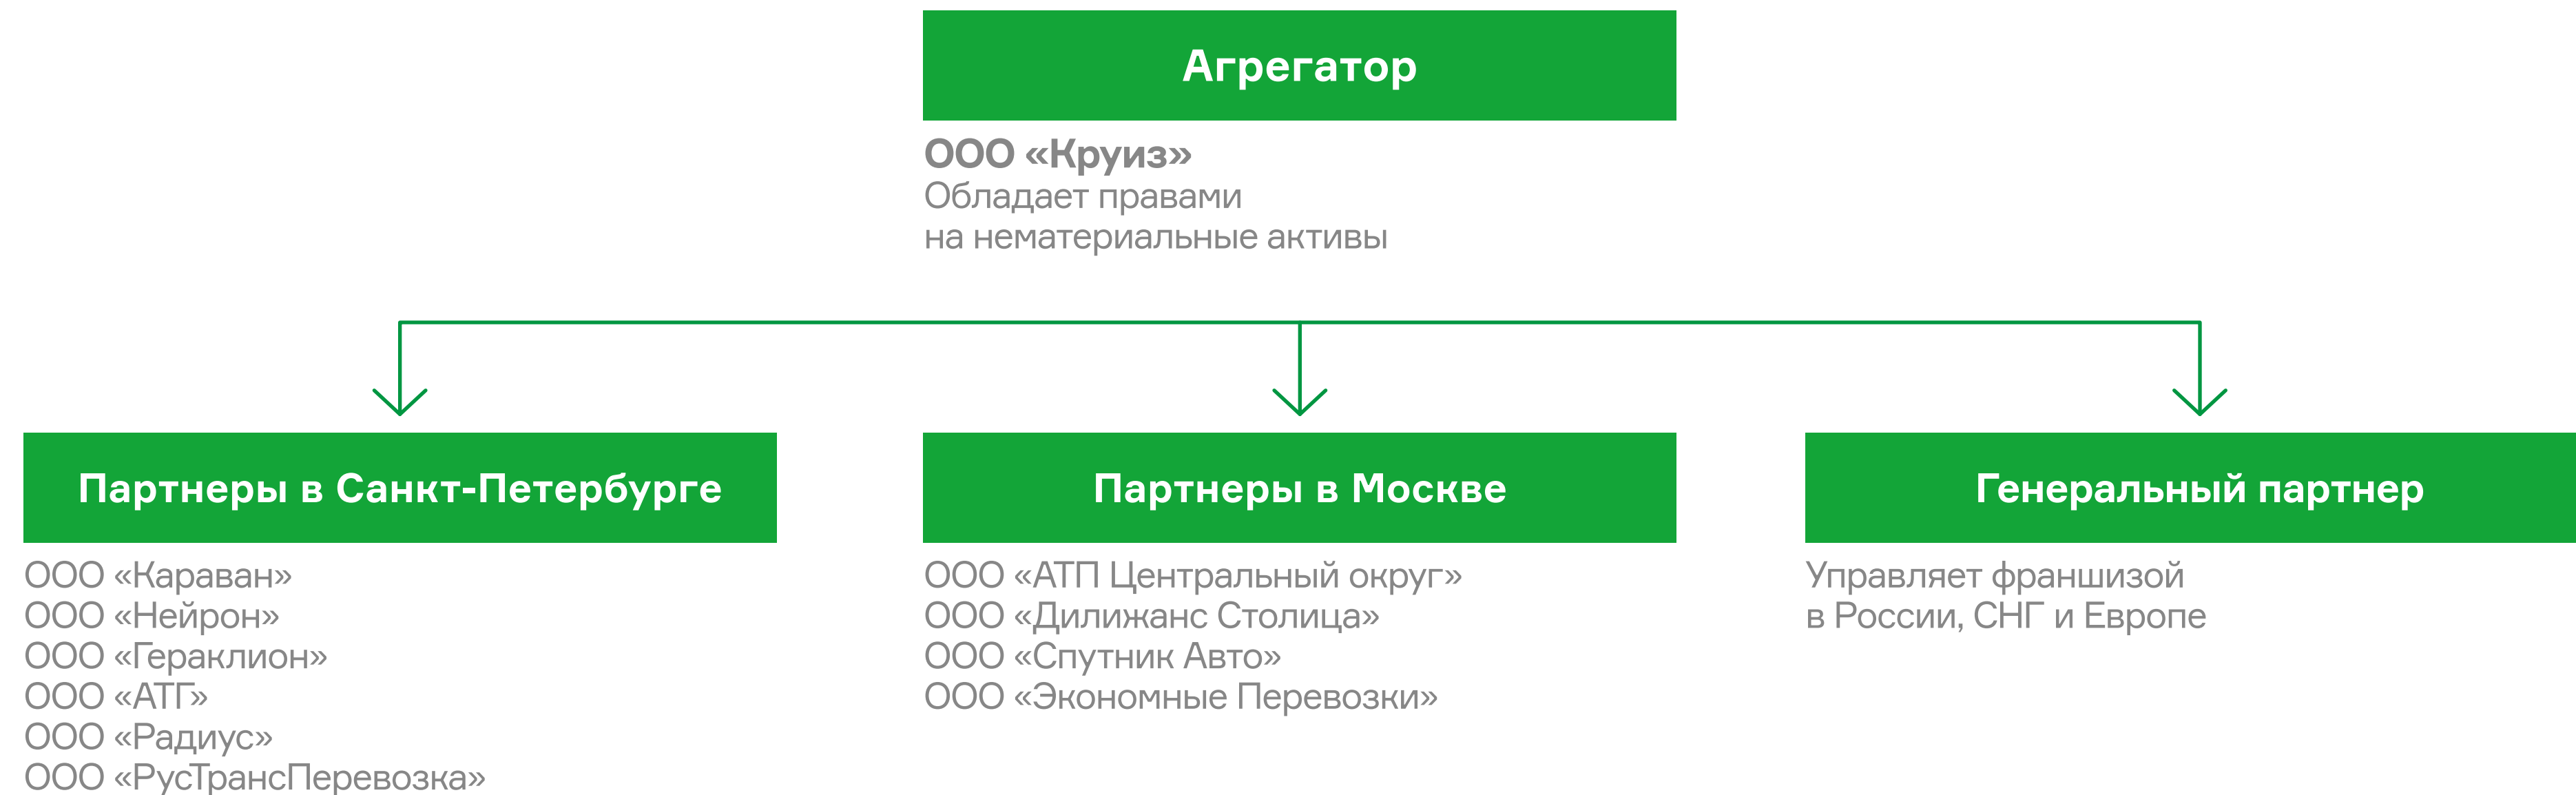 Агрегатор
ООО «Круиз»
Обладает правами
на нематериальные активы
Партнеры в Санкт-Петербурге
ООО «Караван»
ООО «Нейрон»
ООО «Гераклион»
ООО «АТГ»
ООО «Радиус»
ООО «РусТрансПеревозка»
Партнеры в Москве
ООО «АТП Центральный округ»
ООО «Дилижанс Столица»
ООО «Спутник Авто»
ООО «Экономные Перевозки»
Генеральный партнер
Управляет франшизой
в России, СНГ и Европе